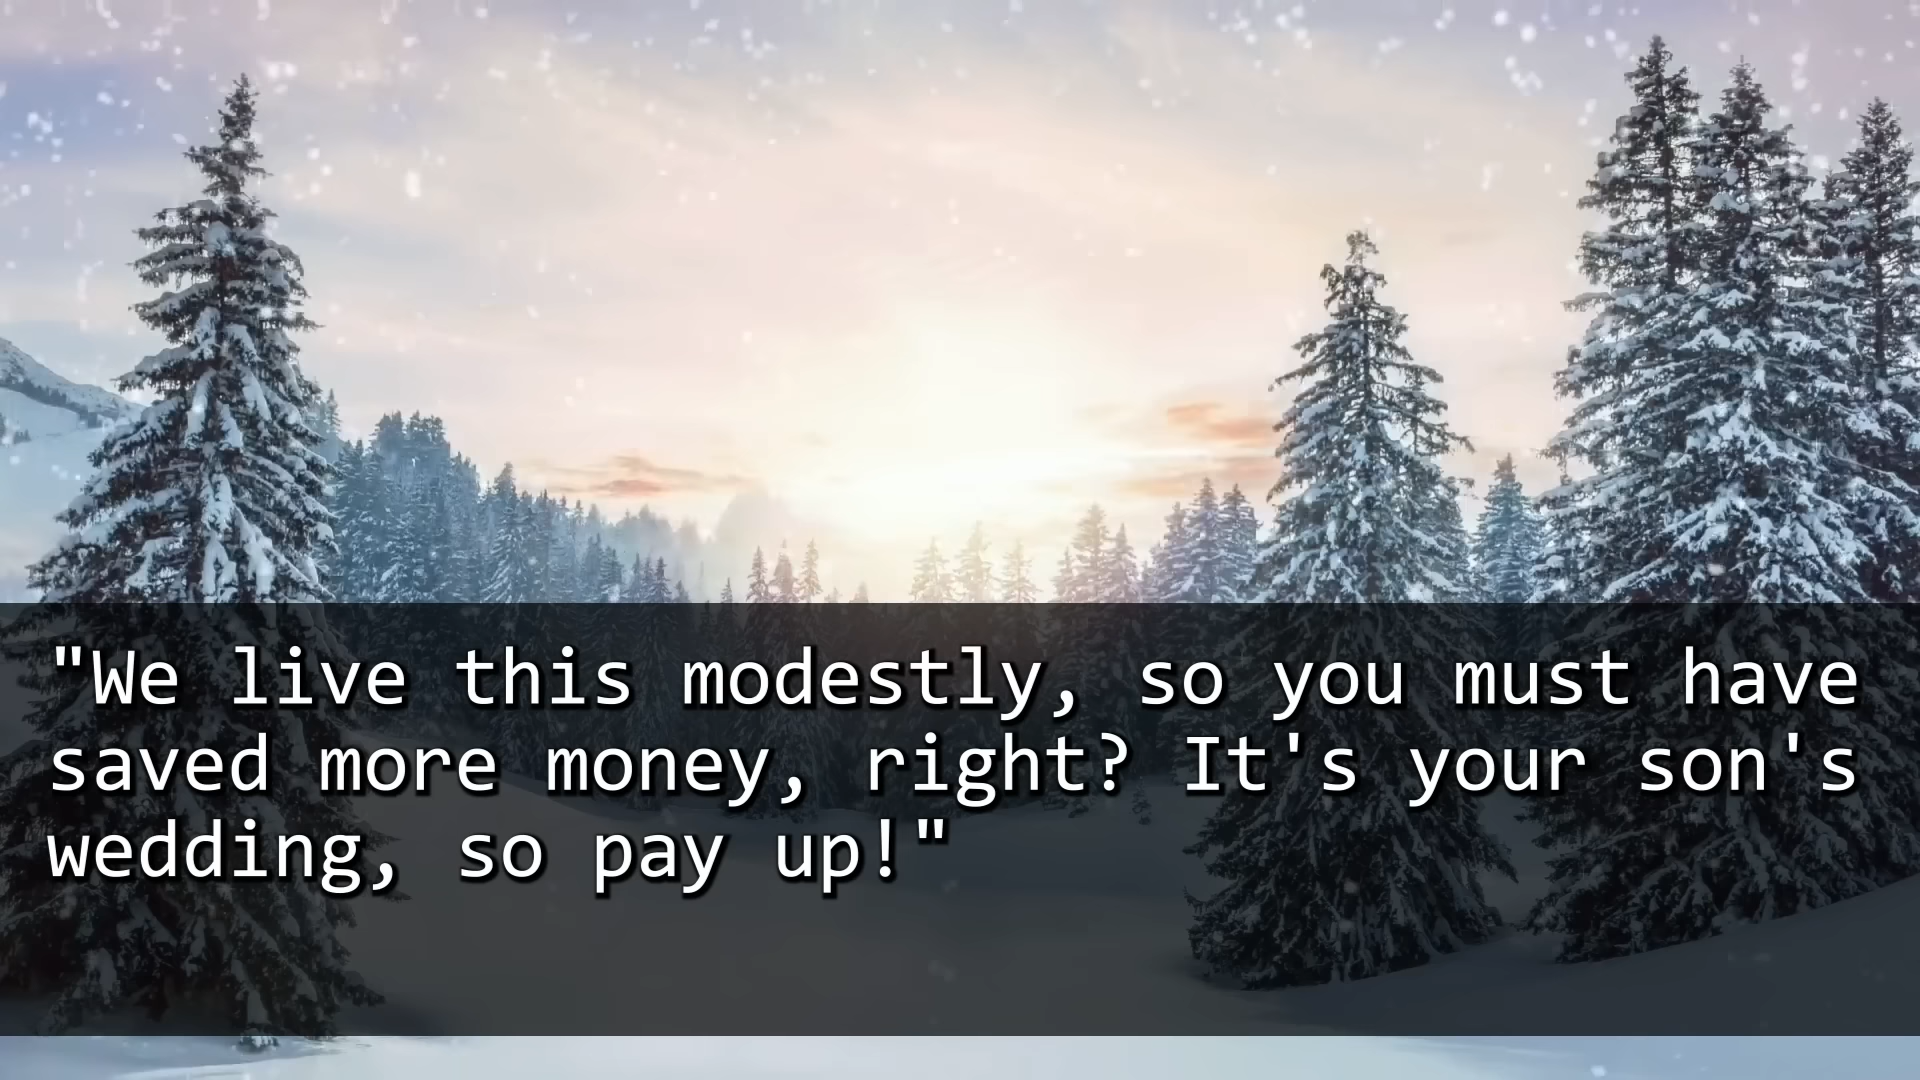 "We live this modestly, so you must have
saved more money, right? It's your son's
wedding, so pay up!"